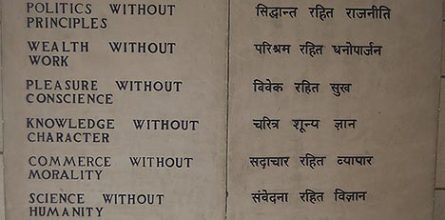 POLITICS WITHOUT
PRINCIPLES
सिद्धान्त रहित राजनीति
WEALTH WITHOUT
WORK
परिश्रम रहित धनोपार्जन
PLEASURE WITHOUT
CONSCIENCE
विवेक रहित सुख
KNOWLEDGE WITHOUT
CHARACTER
चरित्र शून्य ज्ञान
COMMERCE WITHOUT
MORALITY
सदाचार रहित व्यापार
SCIENCE WITHOUT
HUMANITY
संवेदना रहित विज्ञान